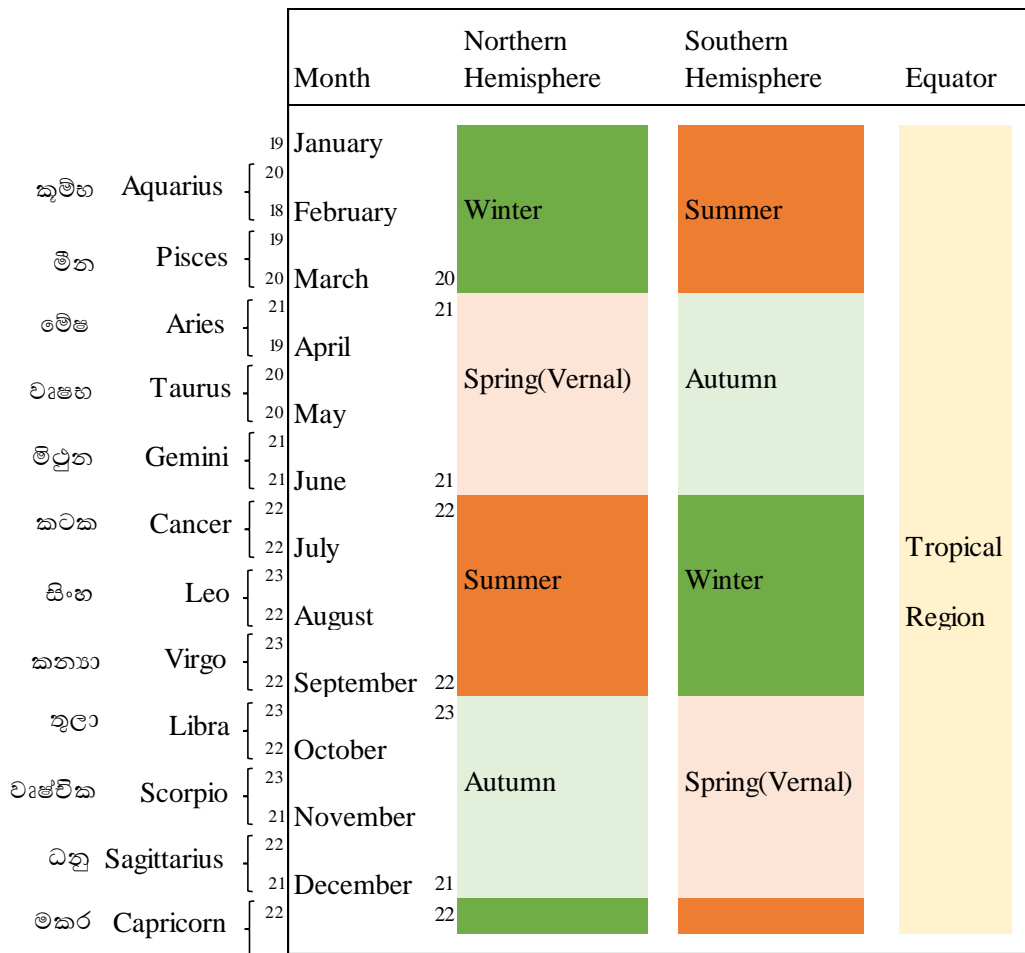 Month Northern Hemisphere Southern Hemisphere Equator
19 January
කුම්භ Aquarius 20
18 February Winter Summer
මීන Pisces 19
20 March 20
මේෂ Aries 21 21
19 April
වෘෂභ Taurus 20 Spring(Vernal) Autumn
20 May
මිථුන Gemini 21
21 June 21
කටක Cancer 22 22
22 July Tropical
සිංහ Leo 23 Summer Winter
22 August Region
කන්‍යා Virgo 23
22 September 22
තුලා Libra 23 23
22 October
වෘෂ්චික Scorpio 23 Autumn Spring(Vernal)
21 November
ධනු Sagittarius 22
21 December 21
මකර Capricorn 22 22